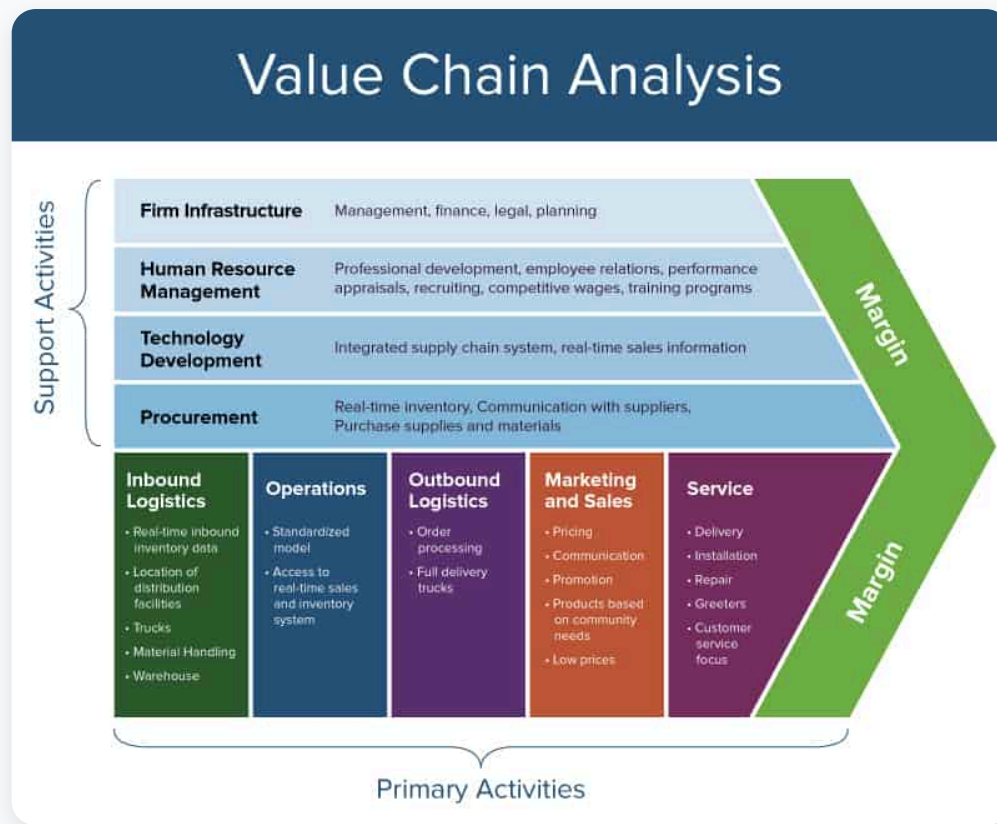 Value Chain Analysis
Support Activities
Firm Infrastructure
Management, finance, legal, planning
Human Resource
Management
Professional development, employee relations, performance
appraisals, recruiting, competitive wages, training programs
Technology
Development
Integrated supply chain system, real-time sales information
Procurement
Real-time inventory, Communication with suppliers,
Purchase supplies and materials
Margin
Margin
Inbound
Logistics
• Real-time inbound
inventory data
• Location of
distribution
facilities
• Trucks
• Material Handling
• Warehouse
Operations
• Standardized
model
• Access to
real-time sales
and inventory
system
Outbound
Logistics
• Order
processing
• Full delivery
trucks
Marketing
and Sales
• Pricing
• Communication
• Promotion
• Products based
on community
needs
• Low prices
Service
• Delivery
• Installation
• Repair
• Greeters
• Customer
service
focus
Primary Activities